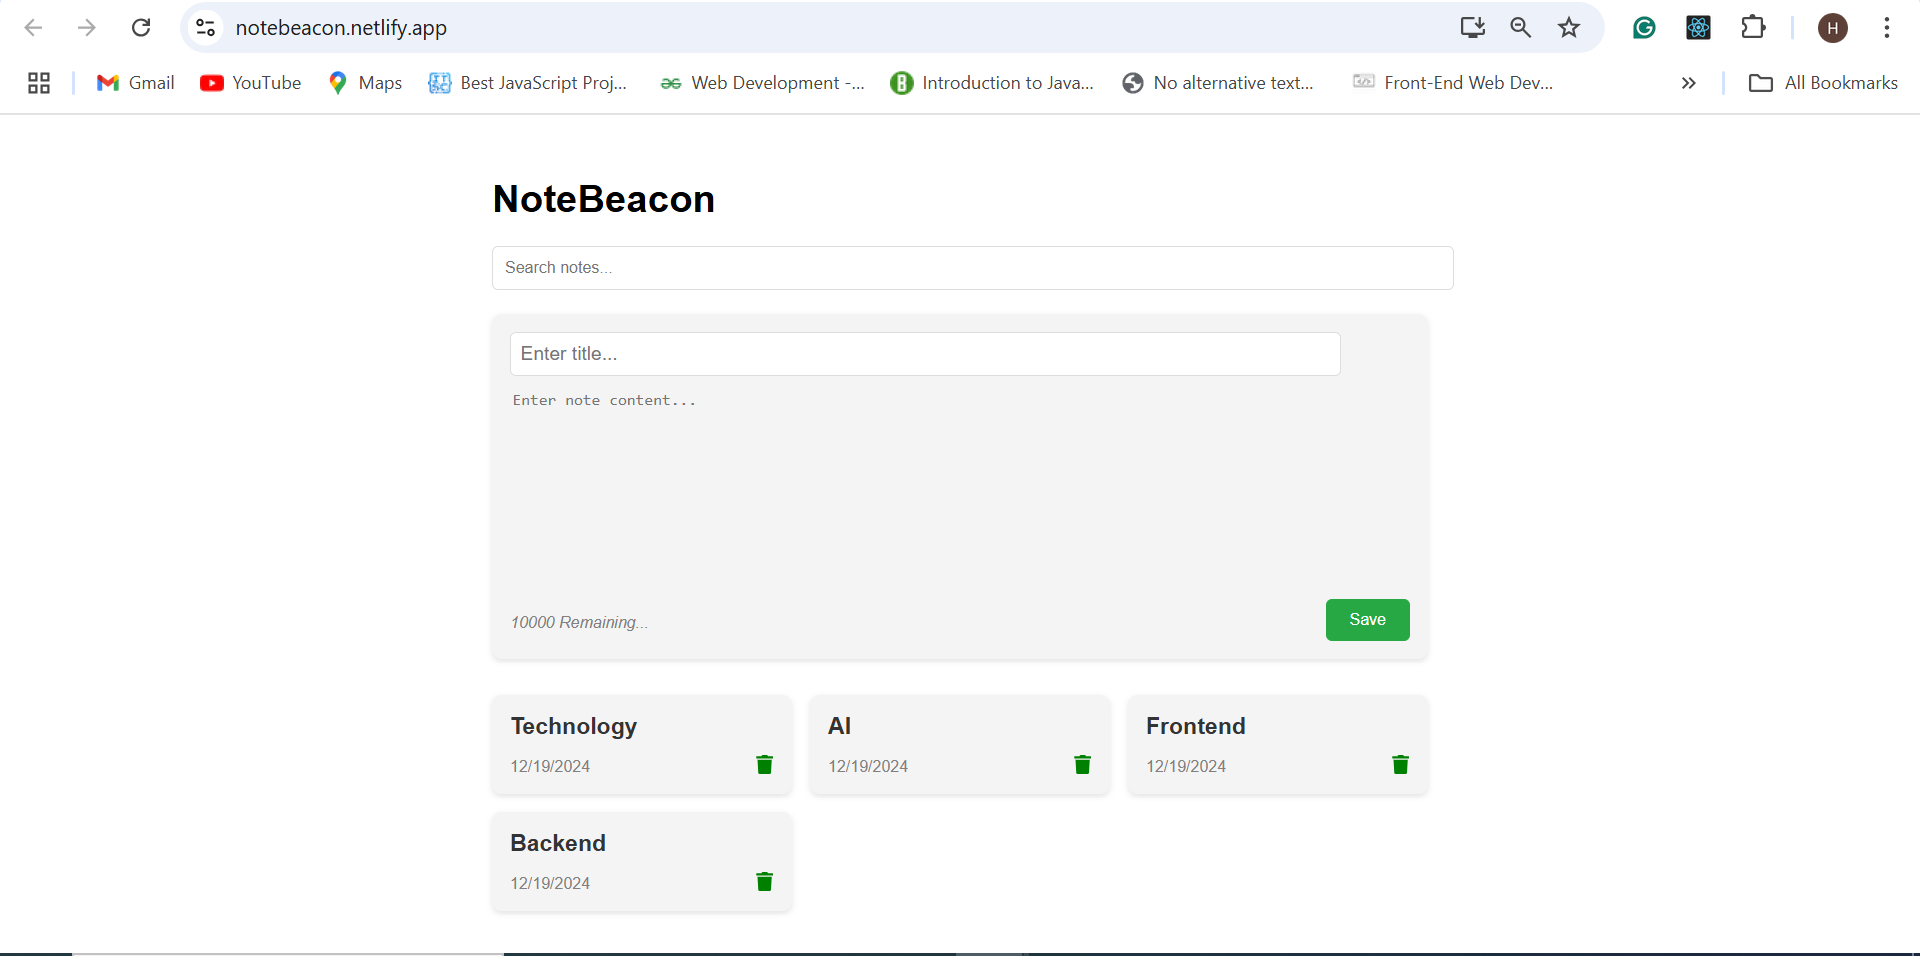 notebeacon.netlify.app
H
Gmail
YouTube
Maps
Best JavaScript Proj...
Web Development -...
Introduction to Java...
No alternative text...
Front-End Web Dev...
All Bookmarks
NoteBeacon
Search notes...
Enter title...
Enter note content...
10000 Remaining...
Save
Technology
12/19/2024
AI
12/19/2024
Frontend
12/19/2024
Backend
12/19/2024